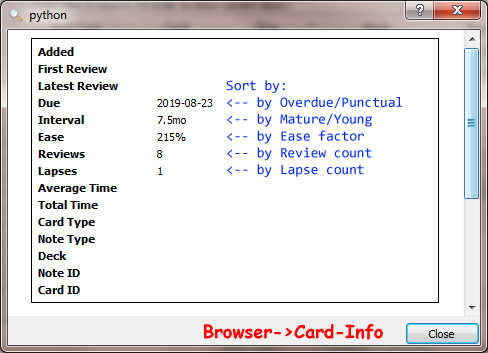 python
Added
First Review
Latest Review Sort by:
Due 2019-08-23 <-- by Overdue/Punctual
Interval 7.5mo <-- by Mature/Young
Ease 215% <-- by Ease factor
Reviews 8 <-- by Review count
Lapses 1 <-- by Lapse count
Average Time
Total Time
Card Type
Note Type
Deck
Note ID
Card ID
Browser->Card-Info Close